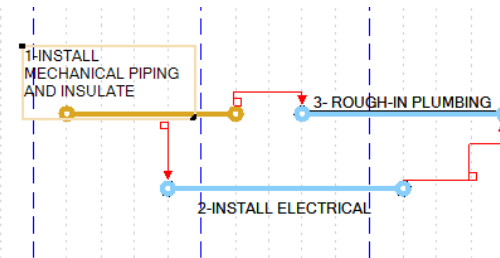 1-INSTALL
MECHANICAL PIPING
AND INSULATE
3- ROUGH-IN PLUMBING
2-INSTALL ELECTRICAL